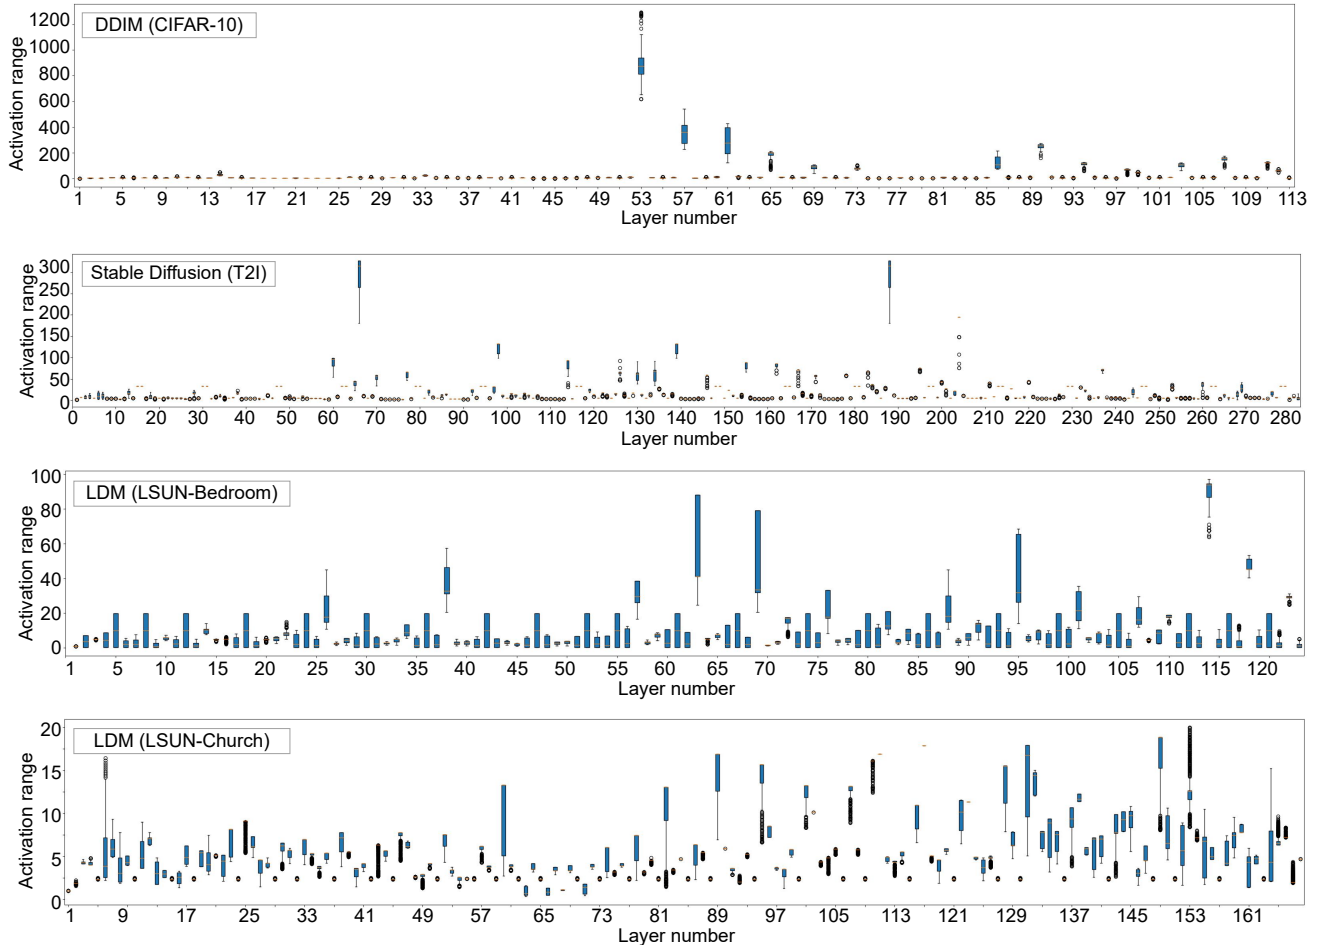 DDIM (CIFAR-10)
Activation range
1200
1000
800
600
400
200
0
1 5 9 13 17 21 25 29 33 37 41 45 49 53 57 61 65 69 73 77 81 85 89 93 97 101 105 109 113
Layer number
Stable Diffusion (T2I)
Activation range
300
250
200
150
100
50
0
0 10 20 30 40 50 60 70 80 90 100 110 120 130 140 150 160 170 180 190 200 210 220 230 240 250 260 270 280
Layer number
LDM (LSUN-Bedroom)
Activation range
100
80
60
40
20
0
1 5 10 15 20 25 30 35 40 45 50 55 60 65 70 75 80 85 90 95 100 105 110 115 120
Layer number
LDM (LSUN-Church)
Activation range
20
15
10
5
0
1 9 17 25 33 41 49 57 65 73 81 89 97 105 113 121 129 137 145 153 161
Layer number